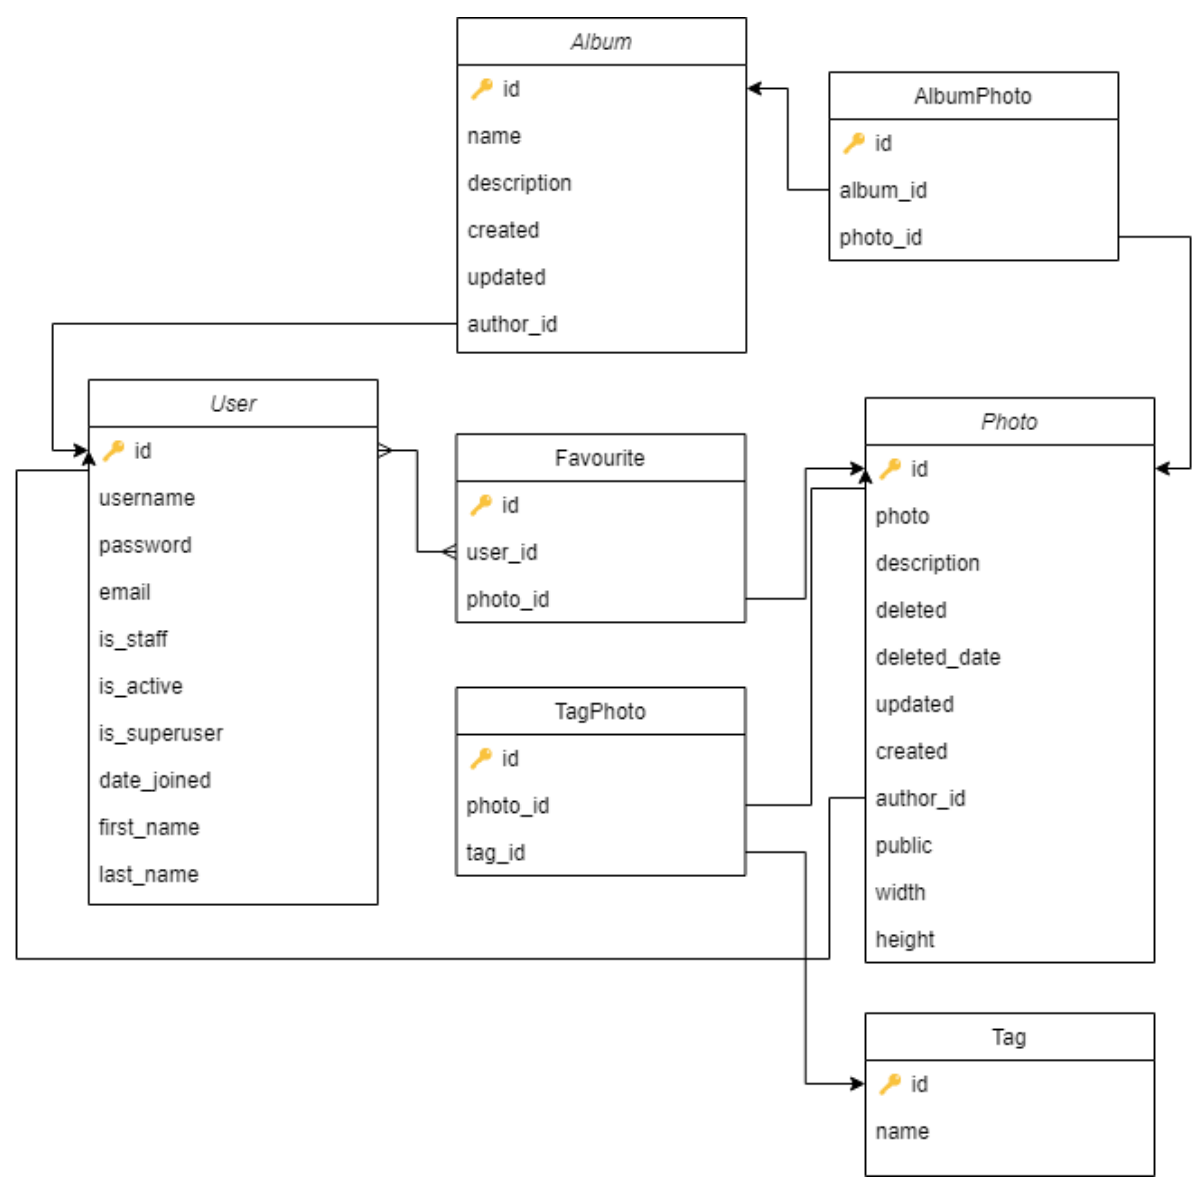 Album
id
name
description
created
updated
author_id
AlbumPhoto
id
album_id
photo_id
User
id
username
password
email
is_staff
is_active
is_superuser
date_joined
first_name
last_name
Favourite
id
user_id
photo_id
TagPhoto
id
photo_id
tag_id
Photo
id
photo
description
deleted
deleted_date
updated
created
author_id
public
width
height
Tag
id
name